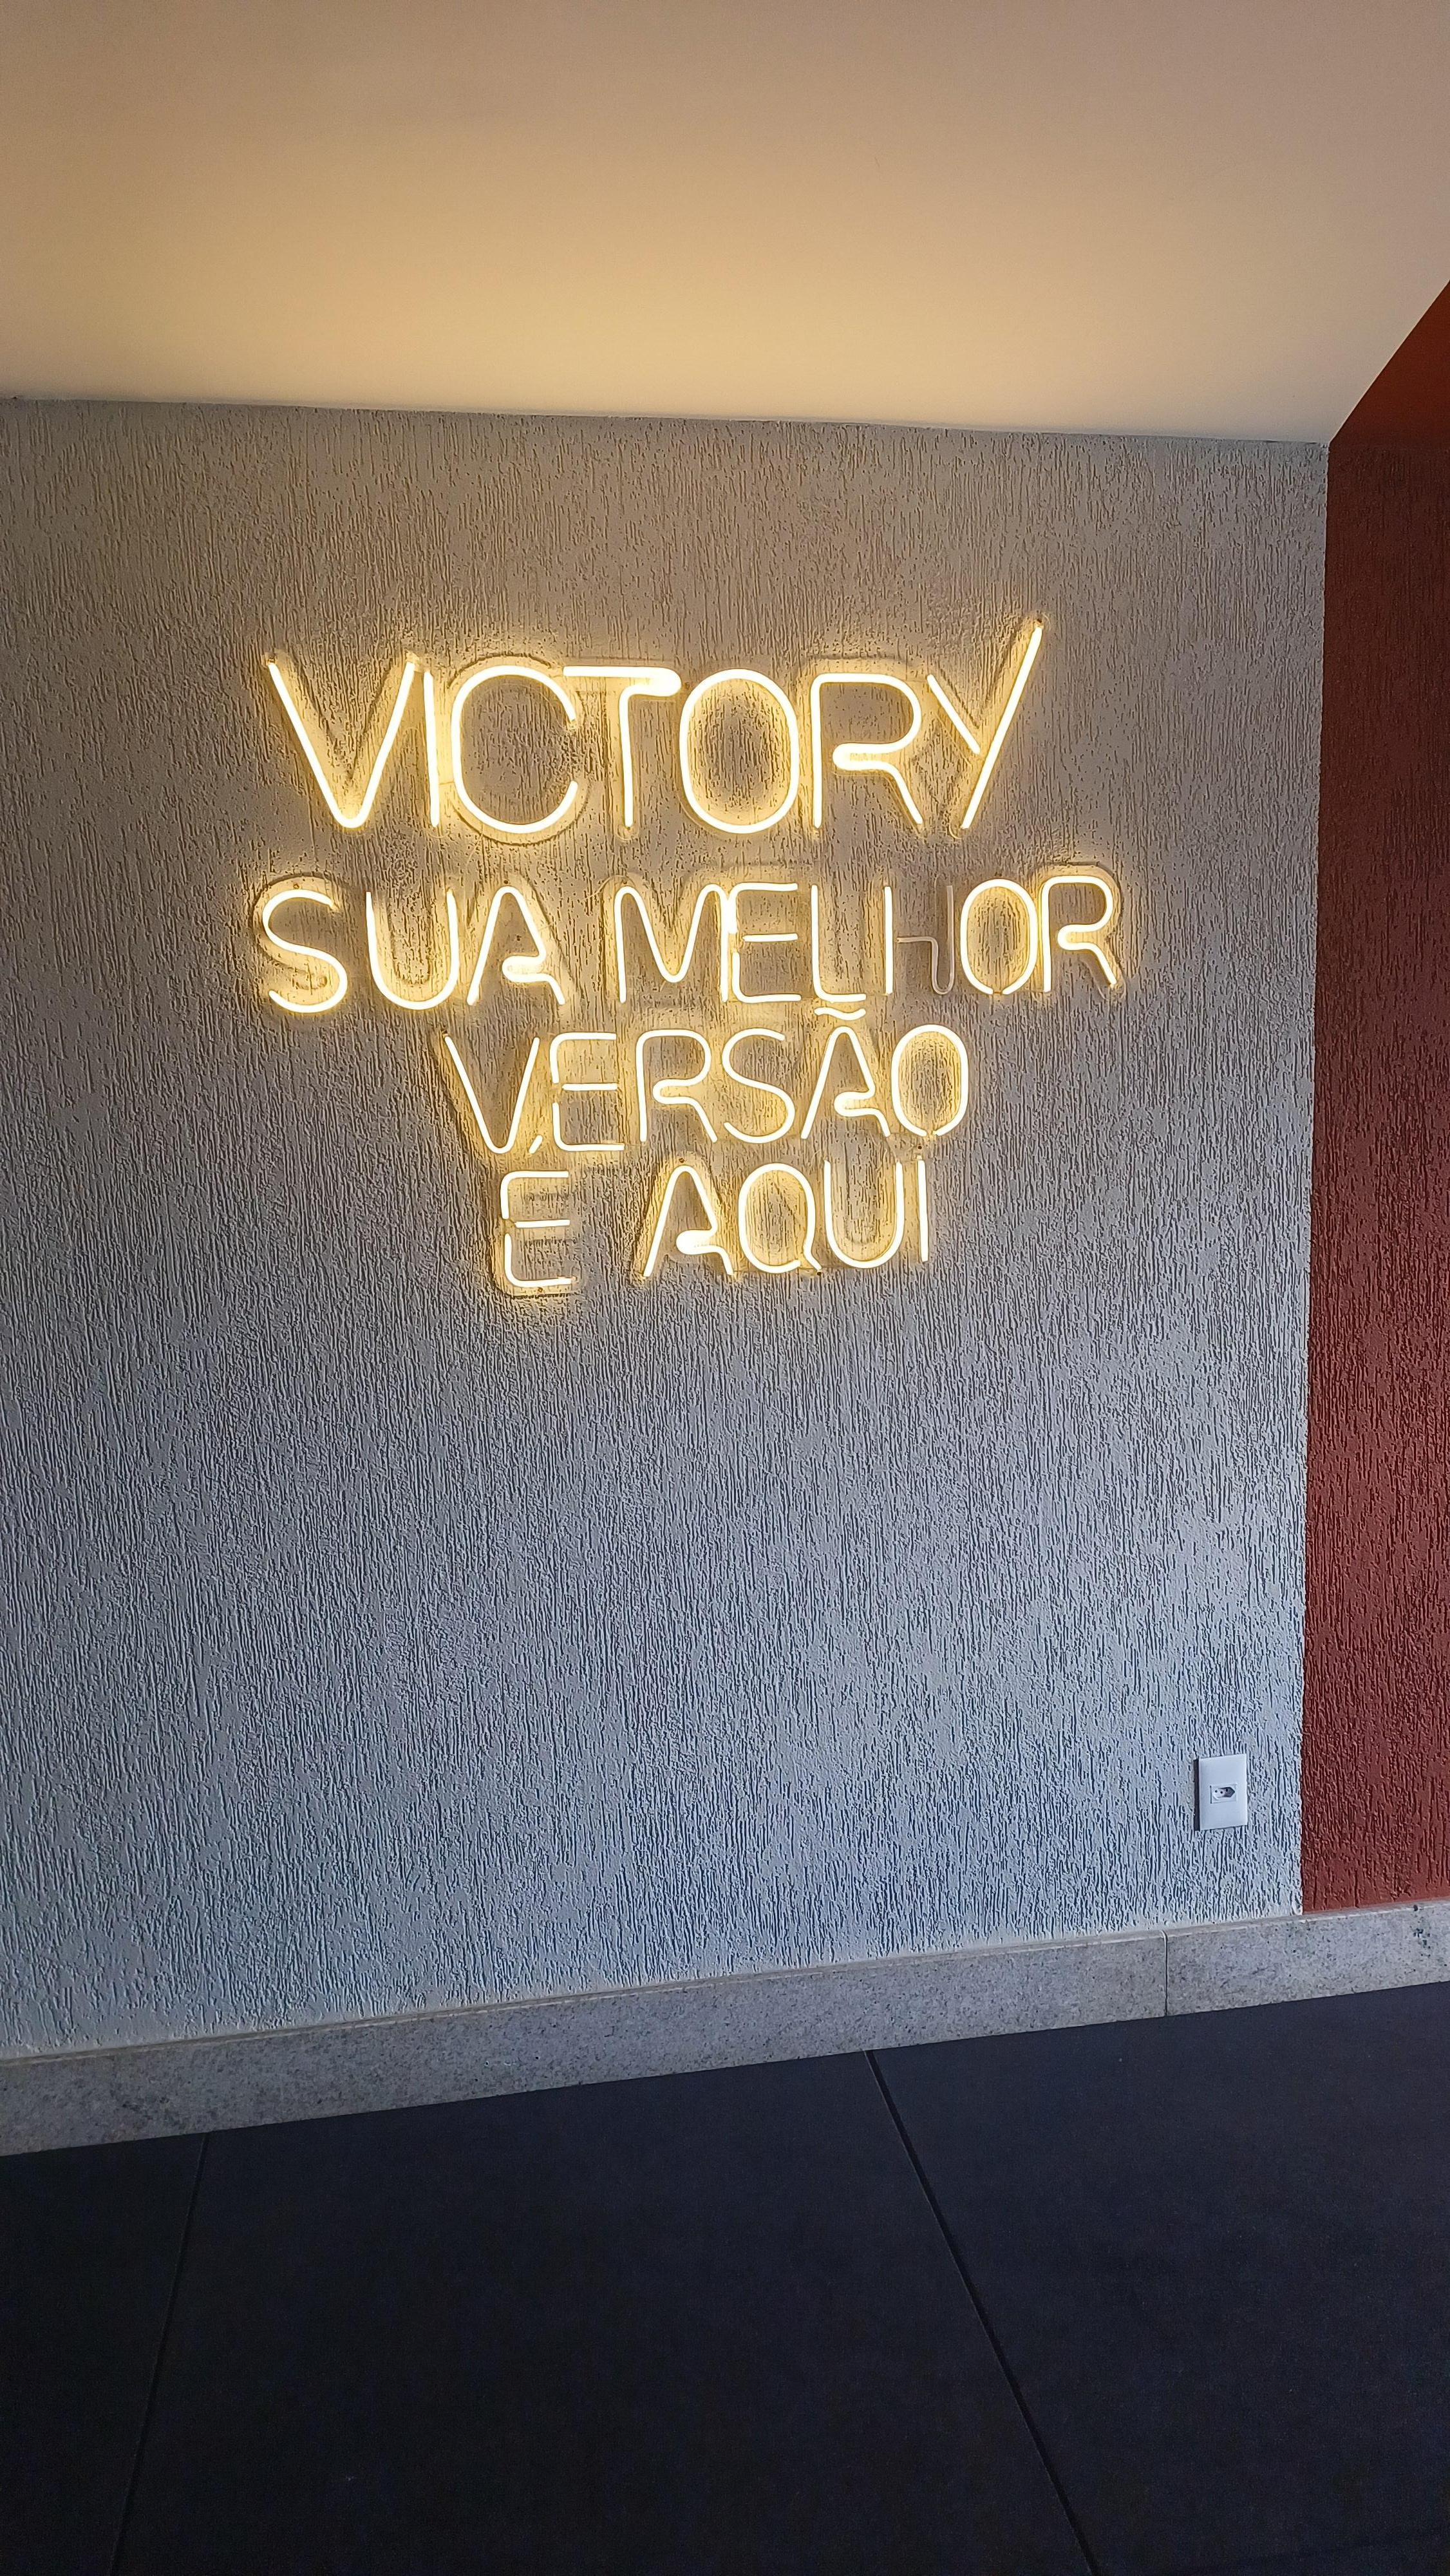 VICTORY
SUA MELHOR
VERSÃO
É AQUI